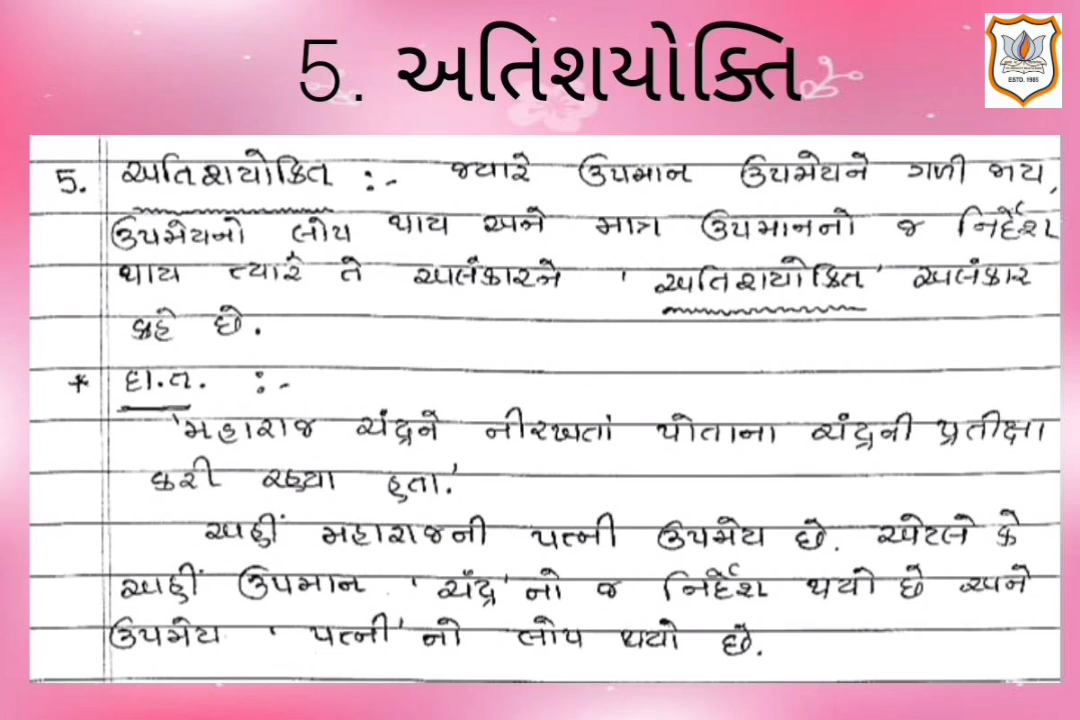 5. અતિશયોક્તિ
ESTD. 1985
5. અતિશયોક્તિ :- જ્યારે ઉપમાન ઉપમેયને ગળી જાય,
ઉપમેયનો લોપ થાય અને માત્ર ઉપમાનનો જ નિર્દેશ
થાય ત્યારે તે અલંકારને 'અતિશયોક્તિ' અલંકાર
કહે છે.
* દા.ત. :-
'મહારાજ ચંદ્રને નીરખતાં પોતાના ચંદ્રની પ્રતીક્ષા
કરી રહ્યા હતા.'
અહીં મહારાજની પત્ની ઉપમેય છે. એટલે કે
અહીં ઉપમાન 'ચંદ્ર'નો જ નિર્દેશ થયો છે અને
ઉપમેય 'પત્ની'નો લોપ થયો છે.